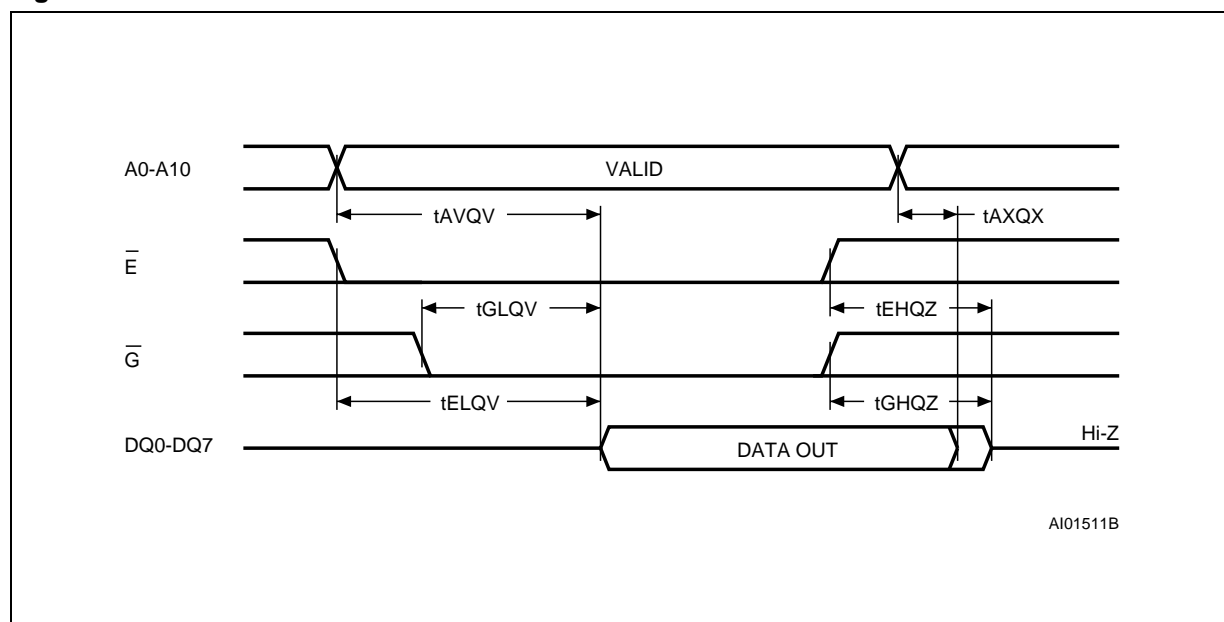 A0-A10
VALID
tAVQV
tAXQX
E̅
tGLQV
tEHQZ
G̅
tELQV
tGHQZ
DQ0-DQ7
DATA OUT
Hi-Z
AI01511B